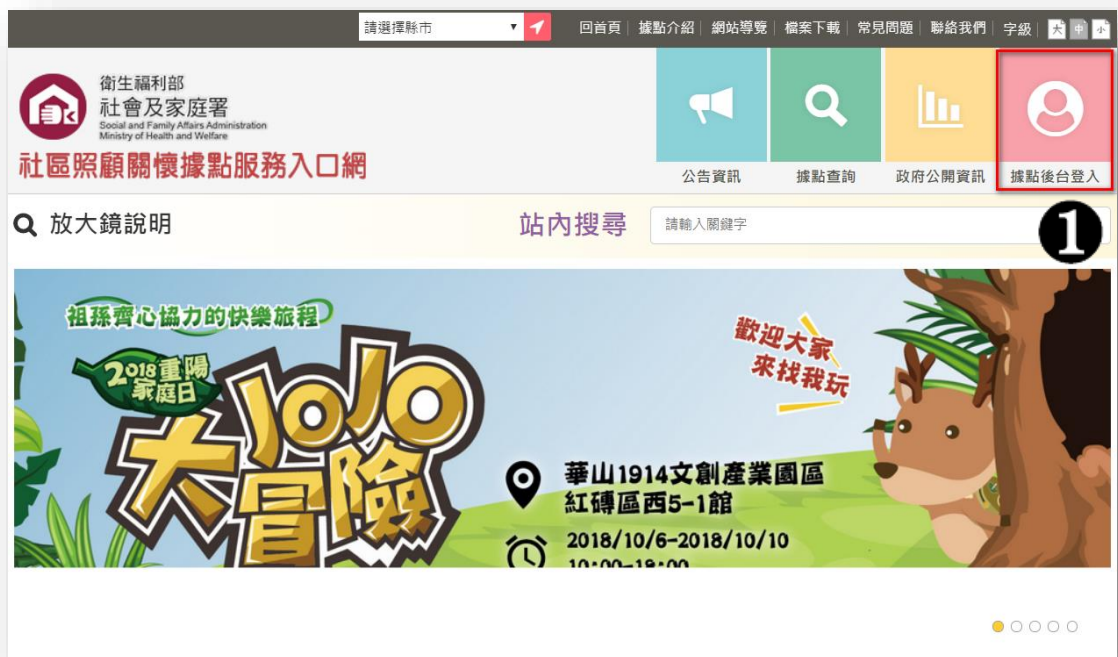 請選擇縣市
回首頁 | 據點介紹 | 網站導覽 | 檔案下載 | 常見問題 | 聯絡我們 | 字級 | 大 中 小
衛生福利部
社會及家庭署
Social and Family Affairs Administration
Ministry of Health and Welfare
社區照顧關懷據點服務入口網
公告資訊
據點查詢
政府公開資訊
據點後台登入
1
放大鏡說明
站內搜尋
請輸入關鍵字
祖孫齊心協力的快樂旅程
2018重陽
家庭日
JOJO
大冒險
歡迎大家
來找我玩
華山1914文創產業園區
紅磚區西5-1館
2018/10/6-2018/10/10
10:00-18:00